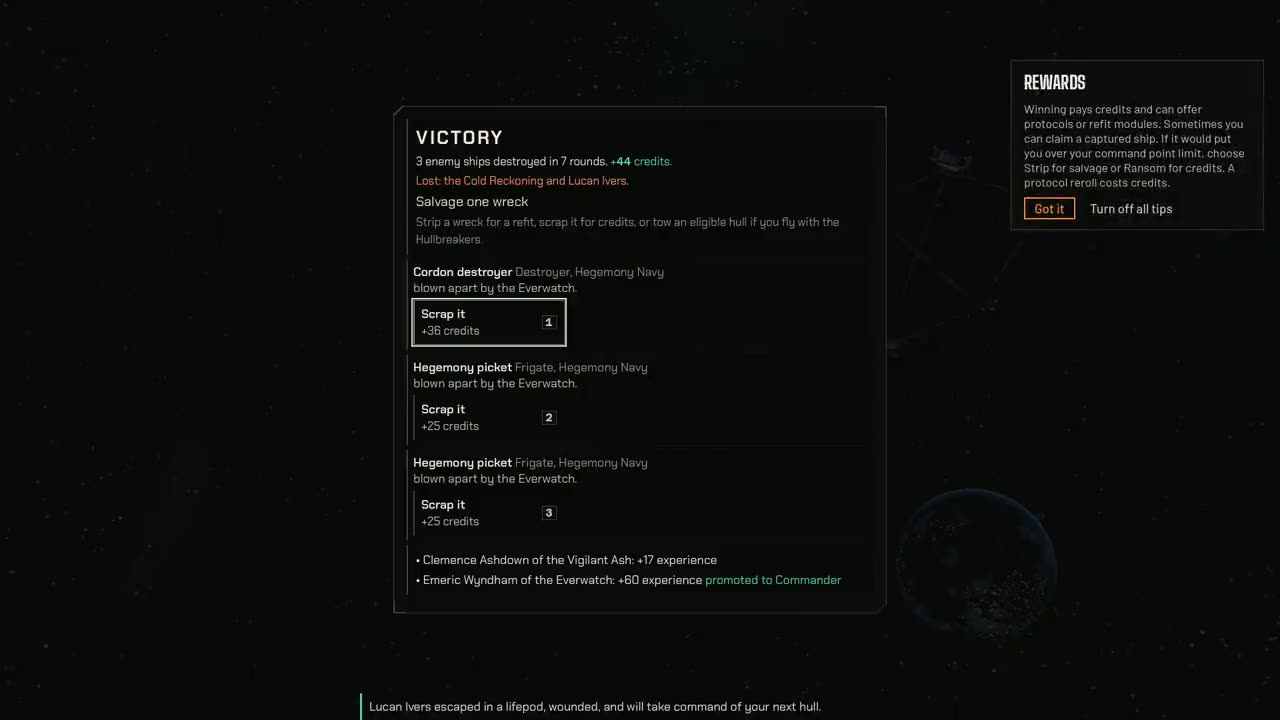 VICTORY
3 enemy ships destroyed in 7 rounds. +44 credits.
Lost: the Cold Reckoning and Lucan Ivers.
Salvage one wreck
Strip a wreck for a refit, scrap it for credits, or tow an eligible hull if you fly with the
Hullbreakers.
Cordon destroyer Destroyer, Hegemony Navy
blown apart by the Everwatch.
Scrap it
+36 credits
1
Hegemony picket Frigate, Hegemony Navy
blown apart by the Everwatch.
Scrap it
+25 credits
2
Hegemony picket Frigate, Hegemony Navy
blown apart by the Everwatch.
Scrap it
+25 credits
3
• Clemence Ashdown of the Vigilant Ash: +17 experience
• Emeric Wyndham of the Everwatch: +60 experience promoted to Commander
REWARDS
Winning pays credits and can offer
protocols or refit modules. Sometimes you
can claim a captured ship. If it would put
you over your command point limit, choose
Strip for salvage or Ransom for credits. A
protocol reroll costs credits.
Got it
Turn off all tips
Lucan Ivers escaped in a lifepod, wounded, and will take command of your next hull.